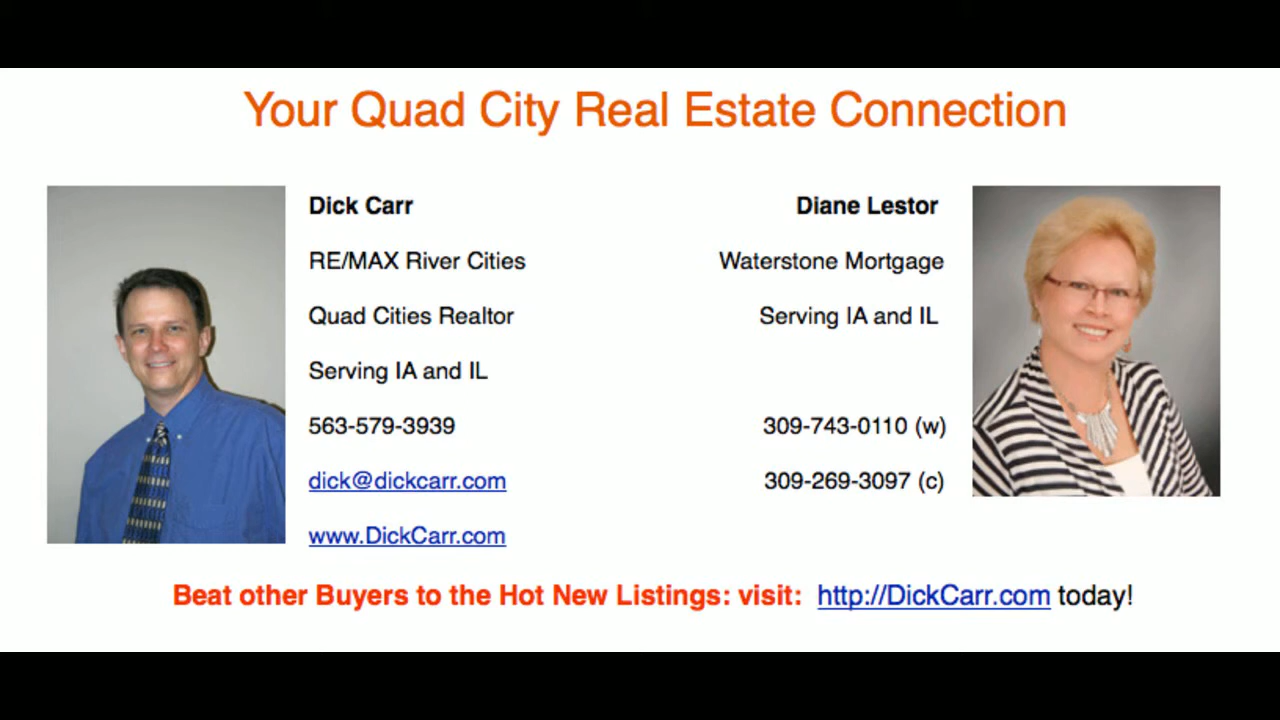 Your Quad City Real Estate Connection
Dick Carr
RE/MAX River Cities
Quad Cities Realtor
Serving IA and IL
563-579-3939
dick@dickcarr.com
www.DickCarr.com
Diane Lestor
Waterstone Mortgage
Serving IA and IL
309-743-0110 (w)
309-269-3097 (c)
Beat other Buyers to the Hot New Listings: visit: http://DickCarr.com today!